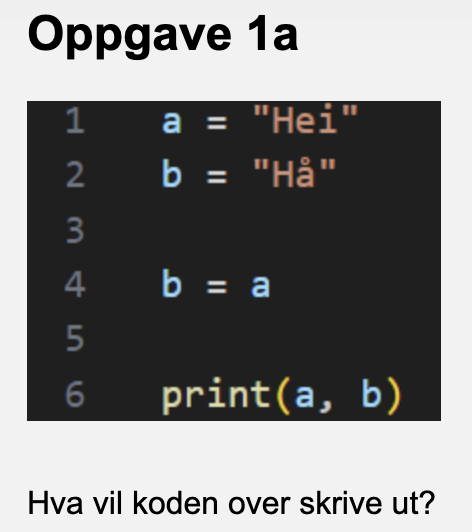 Oppgave 1a
1 a = "Hei"
2 b = "Hå"
3
4 b = a
5
6 print(a, b)
Hva vil koden over skrive ut?